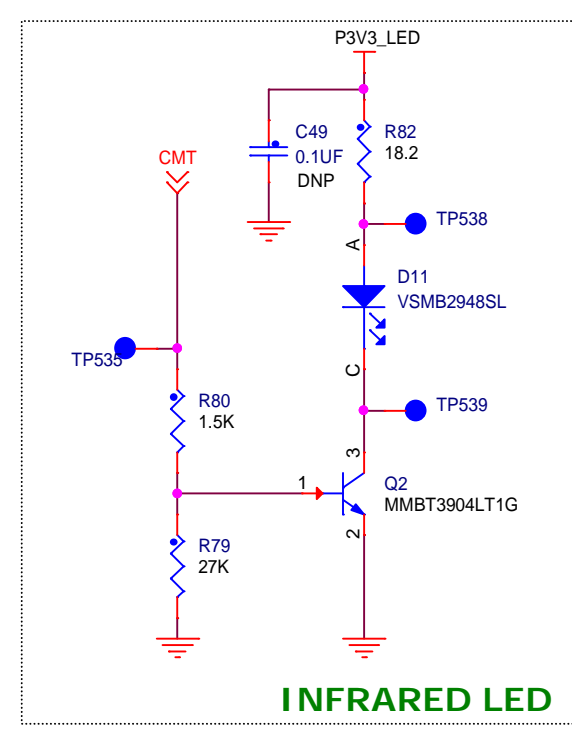 P3V3_LED
C49
0.1UF
DNP
R82
18.2
CMT
TP538
A
D11
VSMB2948SL
TP535
C
R80
1.5K
TP539
3
1
Q2
MMBT3904LT1G
2
R79
27K
INFRARED LED